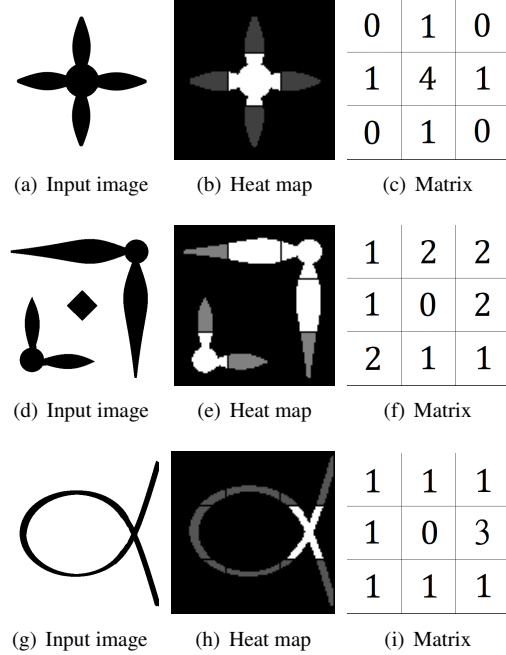 0 1 0
1 4 1
0 1 0
(a) Input image (b) Heat map (c) Matrix
1 2 2
1 0 2
2 1 1
(d) Input image (e) Heat map (f) Matrix
1 1 1
1 0 3
1 1 1
(g) Input image (h) Heat map (i) Matrix